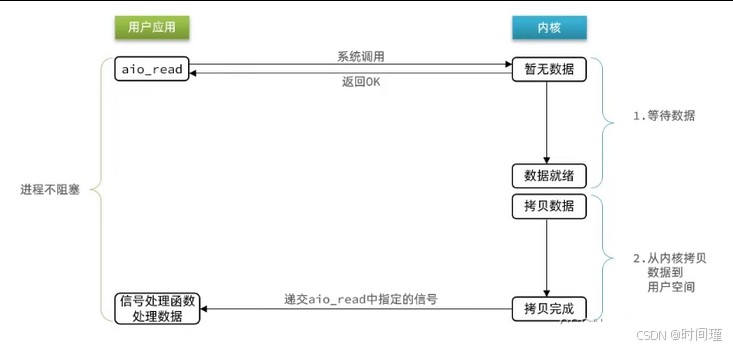 用户应用
内核
系统调用
aio_read
暂无数据
返回OK
1.等待数据
数据就绪
进程不阻塞
拷贝数据
2.从内核拷贝
数据到
用户空间
信号处理函数
处理数据
递交aio_read中指定的信号
拷贝完成
CSDN @时间瑾